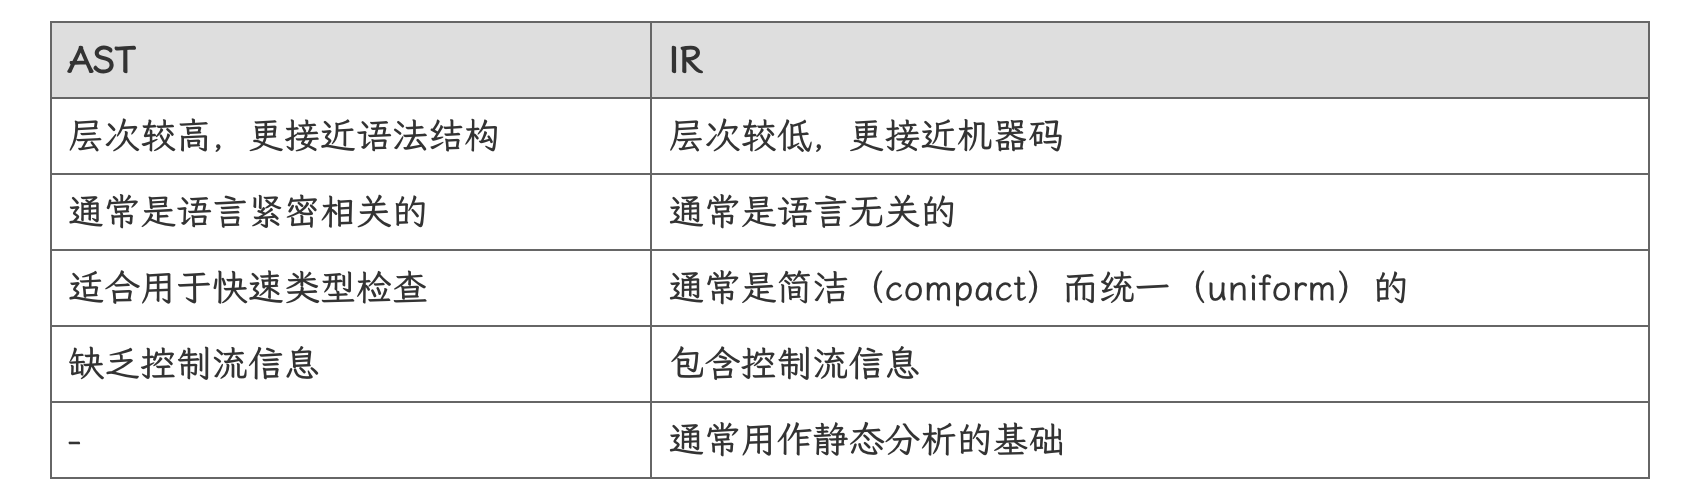 AST IR
层次较高，更接近语法结构 层次较低，更接近机器码
通常是语言紧密相关的 通常是语言无关的
适合用于快速类型检查 通常是简洁（compact）而统一（uniform）的
缺乏控制流信息 包含控制流信息
- 通常用作静态分析的基础